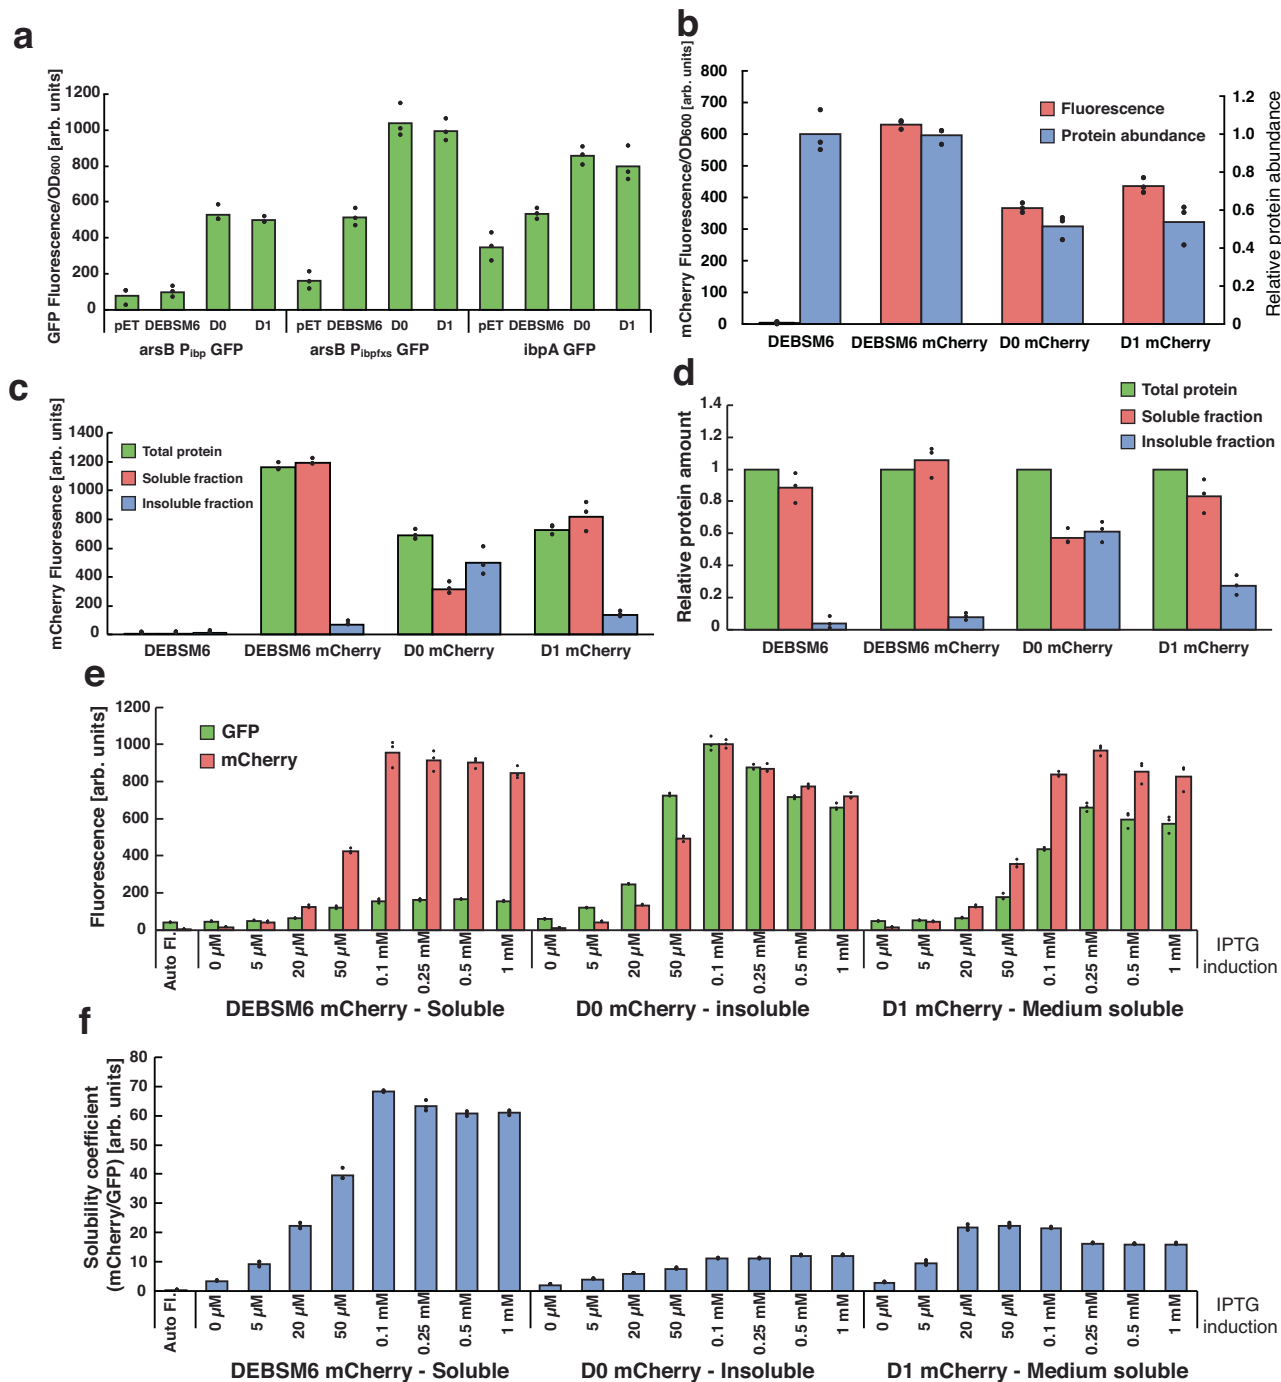 a
GFP Fluorescence/OD600 [arb. units]
1200
1000
800
600
400
200
0
pET DEBSM6 D0 D1 pET DEBSM6 D0 D1 pET DEBSM6 D0 D1
arsB Pibp GFP arsB Pibpfxs GFP ibpA GFP
b
mCherry Fluorescence/OD600 [arb. units]
800
700
600
500
400
300
200
100
0
Fluorescence
Protein abundance
1.2
1.0
0.8
0.6
0.4
0.2
0
Relative protein abundance
DEBSM6 DEBSM6 mCherry D0 mCherry D1 mCherry
c
mCherry Fluoresence [arb. units]
1400
1200
1000
800
600
400
200
0
Total protein
Soluble fraction
Insoluble fraction
DEBSM6 DEBSM6 mCherry D0 mCherry D1 mCherry
d
Relative protein amount
1.4
1.2
1
0.8
0.6
0.4
0.2
0
Total protein
Soluble fraction
Insoluble fraction
DEBSM6 DEBSM6 mCherry D0 mCherry D1 mCherry
e
Fluorescence [arb. units]
1200
1000
800
600
400
200
0
GFP
mCherry
Auto Fl. 0 µM 5 µM 20 µM 50 µM 0.1 mM 0.25 mM 0.5 mM 1 mM 0 µM 5 µM 20 µM 50 µM 0.1 mM 0.25 mM 0.5 mM 1 mM 0 µM 5 µM 20 µM 50 µM 0.1 mM 0.25 mM 0.5 mM 1 mM
IPTG
induction
DEBSM6 mCherry - Soluble D0 mCherry - insoluble D1 mCherry - Medium soluble
f
Solubility coefficient
(mCherry/GFP) [arb. units]
80
70
60
50
40
30
20
10
0
Auto Fl. 0 µM 5 µM 20 µM 50 µM 0.1 mM 0.25 mM 0.5 mM 1 mM 0 µM 5 µM 20 µM 50 µM 0.1 mM 0.25 mM 0.5 mM 1 mM 0 µM 5 µM 20 µM 50 µM 0.1 mM 0.25 mM 0.5 mM 1 mM
IPTG
induction
DEBSM6 mCherry - Soluble D0 mCherry - Insoluble D1 mCherry - Medium soluble